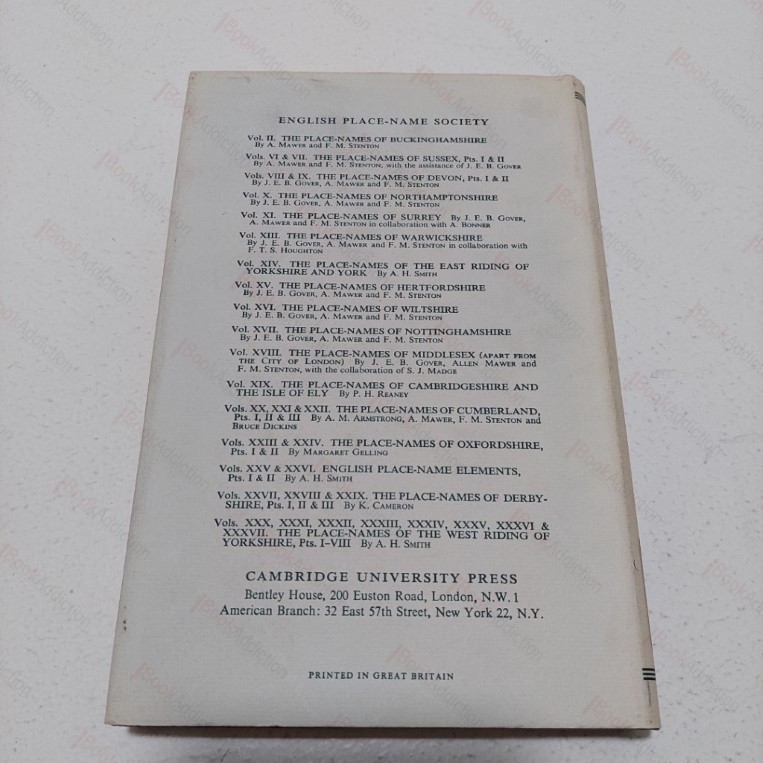 ENGLISH PLACE-NAME SOCIETY
Vol. II. THE PLACE-NAMES OF BUCKINGHAMSHIRE
By A. Mawer and F. M. Stenton
Vols. VI & VII. THE PLACE-NAMES OF SUSSEX, Pts. I & II
By A. Mawer and F. M. Stenton, with the assistance of J. E. B. Gover
Vols. VIII & IX. THE PLACE-NAMES OF DEVON, Pts. I & II
By J. E. B. Gover, A. Mawer and F. M. Stenton
Vol. X. THE PLACE-NAMES OF NORTHAMPTONSHIRE
By J. E. B. Gover, A. Mawer and F. M. Stenton
Vol. XI. THE PLACE-NAMES OF SURREY By J. E. B. Gover,
A. Mawer and F. M. Stenton in collaboration with A. Bonner
Vol. XIII. THE PLACE-NAMES OF WARWICKSHIRE
By J. E. B. Gover, A. Mawer and F. M. Stenton in collaboration with
F. T. S. Houghton
Vol. XIV. THE PLACE-NAMES OF THE EAST RIDING OF
YORKSHIRE AND YORK By A. H. Smith
Vol. XV. THE PLACE-NAMES OF HERTFORDSHIRE
By J. E. B. Gover, A. Mawer and F. M. Stenton
Vol. XVI. THE PLACE-NAMES OF WILTSHIRE
By J. E. B. Gover, A. Mawer and F. M. Stenton
Vol. XVII. THE PLACE-NAMES OF NOTTINGHAMSHIRE
By J. E. B. Gover, A. Mawer and F. M. Stenton
Vol. XVIII. THE PLACE-NAMES OF MIDDLESEX (APART FROM
THE CITY OF LONDON) By J. E. B. Gover, Allen Mawer and
F. M. Stenton, with the collaboration of S. J. Madge
Vol. XIX. THE PLACE-NAMES OF CAMBRIDGESHIRE AND
THE ISLE OF ELY By P. H. Reaney
Vols. XX, XXI & XXII. THE PLACE-NAMES OF CUMBERLAND,
Pts. I, II & III By A. M. Armstrong, A. Mawer, F. M. Stenton and
Bruce Dickins
Vols. XXIII & XXIV. THE PLACE-NAMES OF OXFORDSHIRE,
Pts. I & II By Margaret Gelling
Vols. XXV & XXVI. ENGLISH PLACE-NAME ELEMENTS,
Pts. I & II By A. H. Smith
Vols. XXVII, XXVIII & XXIX. THE PLACE-NAMES OF DERBY-
SHIRE, Pts. I, II & III By K. Cameron
Vols. XXX, XXXI, XXXII, XXXIII, XXXIV, XXXV, XXXVI &
XXXVII. THE PLACE-NAMES OF THE WEST RIDING OF
YORKSHIRE, Pts. I–VIII By A. H. Smith
CAMBRIDGE UNIVERSITY PRESS
Bentley House, 200 Euston Road, London, N.W. 1
American Branch: 32 East 57th Street, New York 22, N.Y.
PRINTED IN GREAT BRITAIN
BookAddiction